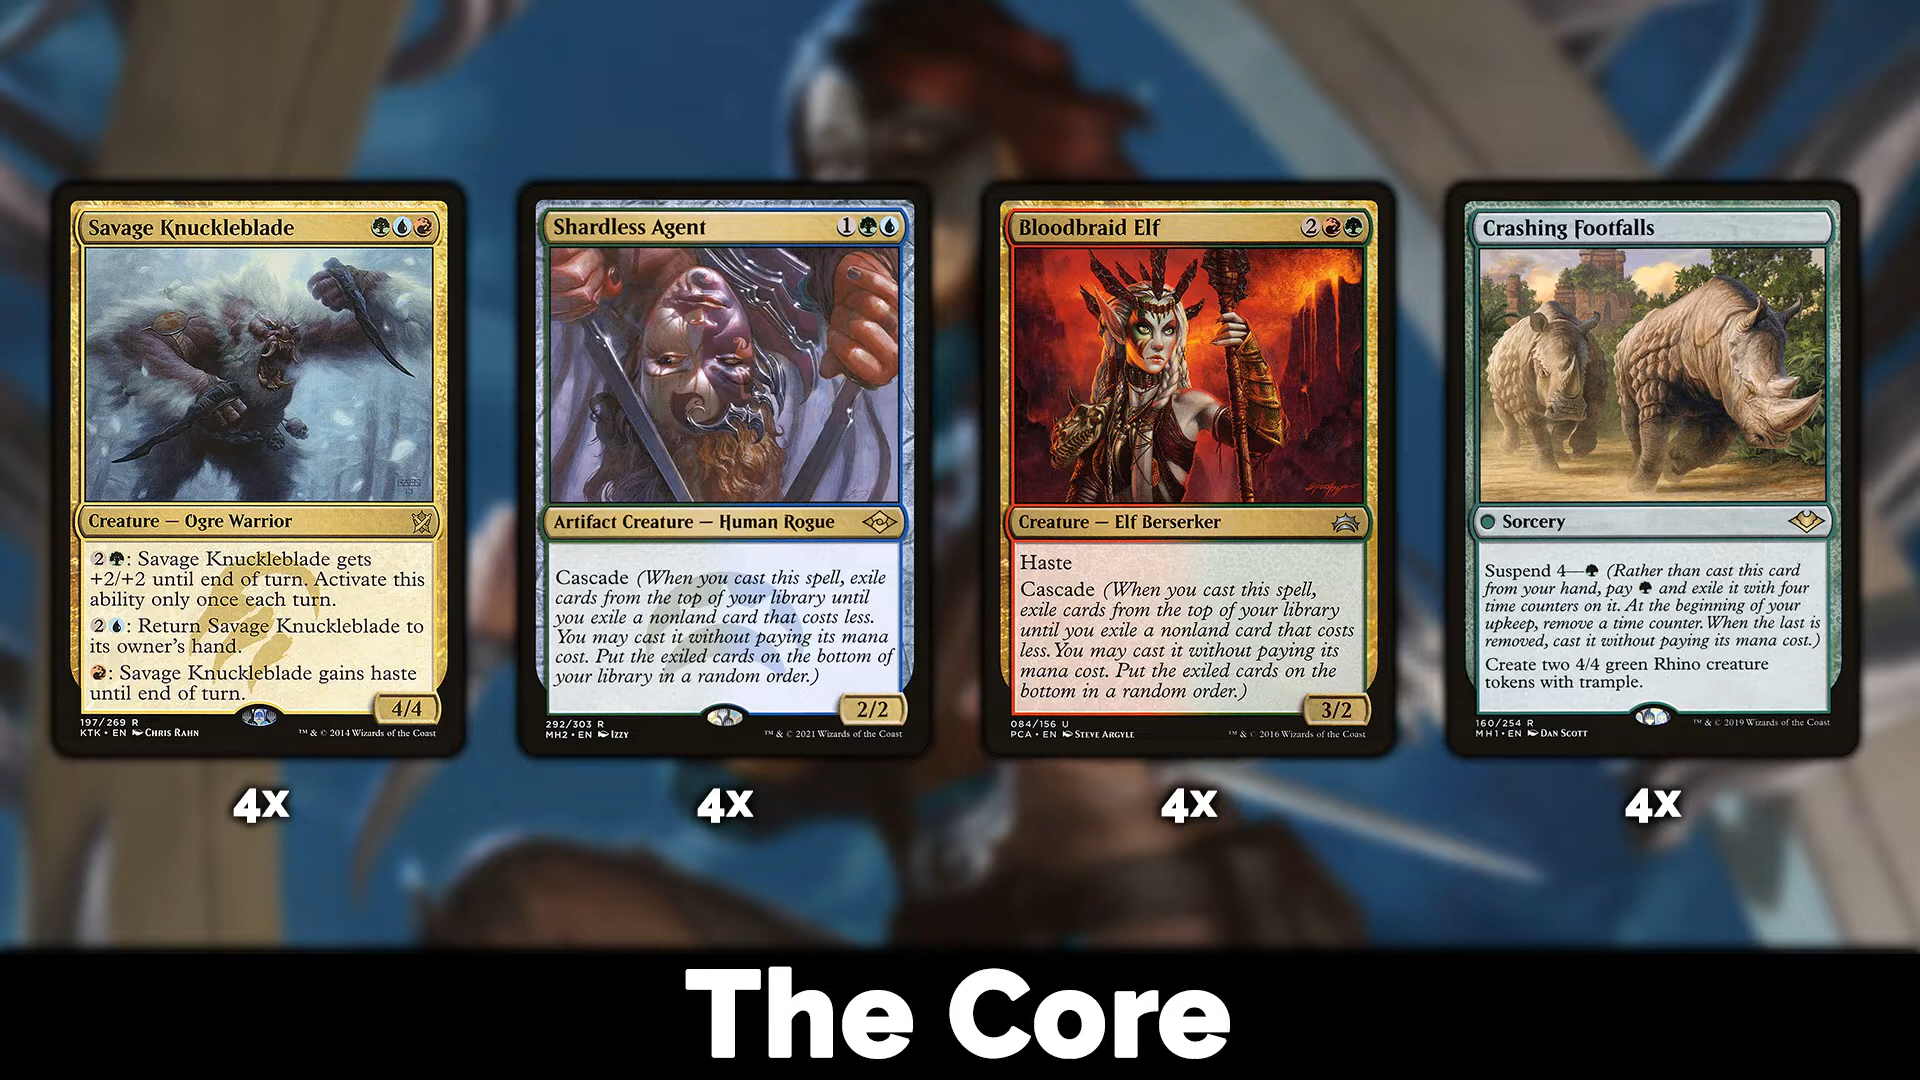 Savage Knuckleblade
Creature — Ogre Warrior
2 : Savage Knuckleblade gets
+2/+2 until end of turn. Activate this
ability only once each turn.
2 : Return Savage Knuckleblade to
its owner's hand.
: Savage Knuckleblade gains haste
until end of turn.
4/4
197/269 R
KTK • EN Chris Rahn
™ & © 2014 Wizards of the Coast
4x
Shardless Agent
1
Artifact Creature — Human Rogue
Cascade (When you cast this spell, exile
cards from the top of your library until
you exile a nonland card that costs less.
You may cast it without paying its mana
cost. Put the exiled cards on the bottom of
your library in a random order.)
2/2
292/303 R
MH2 • EN Izzy
™ & © 2021 Wizards of the Coast
4x
Bloodbraid Elf
2
Creature — Elf Berserker
Haste
Cascade (When you cast this spell,
exile cards from the top of your library
until you exile a nonland card that costs
less. You may cast it without paying its
mana cost. Put the exiled cards on the
bottom in a random order.)
3/2
084/156 U
PCA • EN Steve Argyle
™ & © 2016 Wizards of the Coast
4x
Crashing Footfalls
Sorcery
Suspend 4— (Rather than cast this card
from your hand, pay and exile it with four
time counters on it. At the beginning of your
upkeep, remove a time counter. When the last is
removed, cast it without paying its mana cost.)
Create two 4/4 green Rhino creature
tokens with trample.
160/254 R
MH1 • EN Dan Scott
™ & © 2019 Wizards of the Coast
4x
The Core